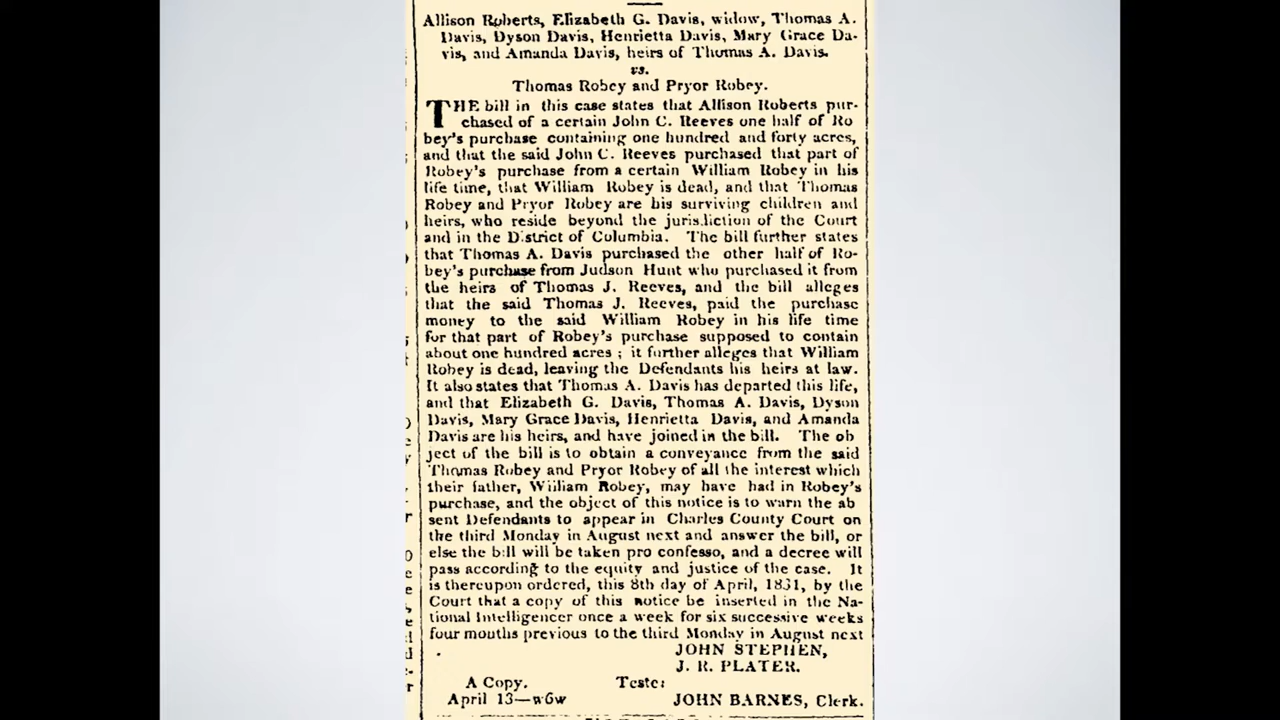 Allison Roberts, Elizabeth G. Davis, widow, Thomas A.
Davis, Dyson Davis, Henrietta Davis, Mary Grace Da-
vis, and Amanda Davis, heirs of Thomas A. Davis.
vs.
Thomas Robey and Pryor Robey.
THE bill in this case states that Allison Roberts pur-
chased of a certain John C. Reeves one half of Ro
bey's purchase containing one hundred and forty acres,
and that the said John C. Reeves purchased that part of
Robey's purchase from a certain William Robey in his
life time, that William Robey is dead, and that Thomas
Robey and Pryor Robey are his surviving children and
heirs, who reside beyond the jurisdiction of the Court
and in the District of Columbia. The bill further states
that Thomas A. Davis purchased the other half of Ro-
bey's purchase from Judson Hunt who purchased it from
the heirs of Thomas J. Reeves, and the bill alleges
that the said Thomas J. Reeves, paid the purchase
money to the said William Robey in his life time
for that part of Robey's purchase supposed to contain
about one hundred acres ; it further alleges that William
Robey is dead, leaving the Defendants his heirs at law.
It also states that Thomas A. Davis has departed this life,
and that Elizabeth G. Davis, Thomas A. Davis, Dyson
Davis, Mary Grace Davis, Henrietta Davis, and Amanda
Davis are his heirs, and have joined in the bill. The ob
ject of the bill is to obtain a conveyance from the said
Thomas Robey and Pryor Robey of all the interest which
their father, William Robey, may have had in Robey's
purchase, and the object of this notice is to warn the ab
sent Defendants to appear in Charles County Court on
the third Monday in August next and answer the bill, or
else the bill will be taken pro confesso, and a decree will
pass according to the equity and justice of the case. It
is thereupon ordered, this 8th day of April, 1831, by the
Court that a copy of this notice be inserted in the Na-
tional Intelligencer once a week for six successive weeks
four months previous to the third Monday in August next
JOHN STEPHEN,
J. R. PLATER.
A Copy. Teste:
April 13—w6w JOHN BARNES, Clerk.